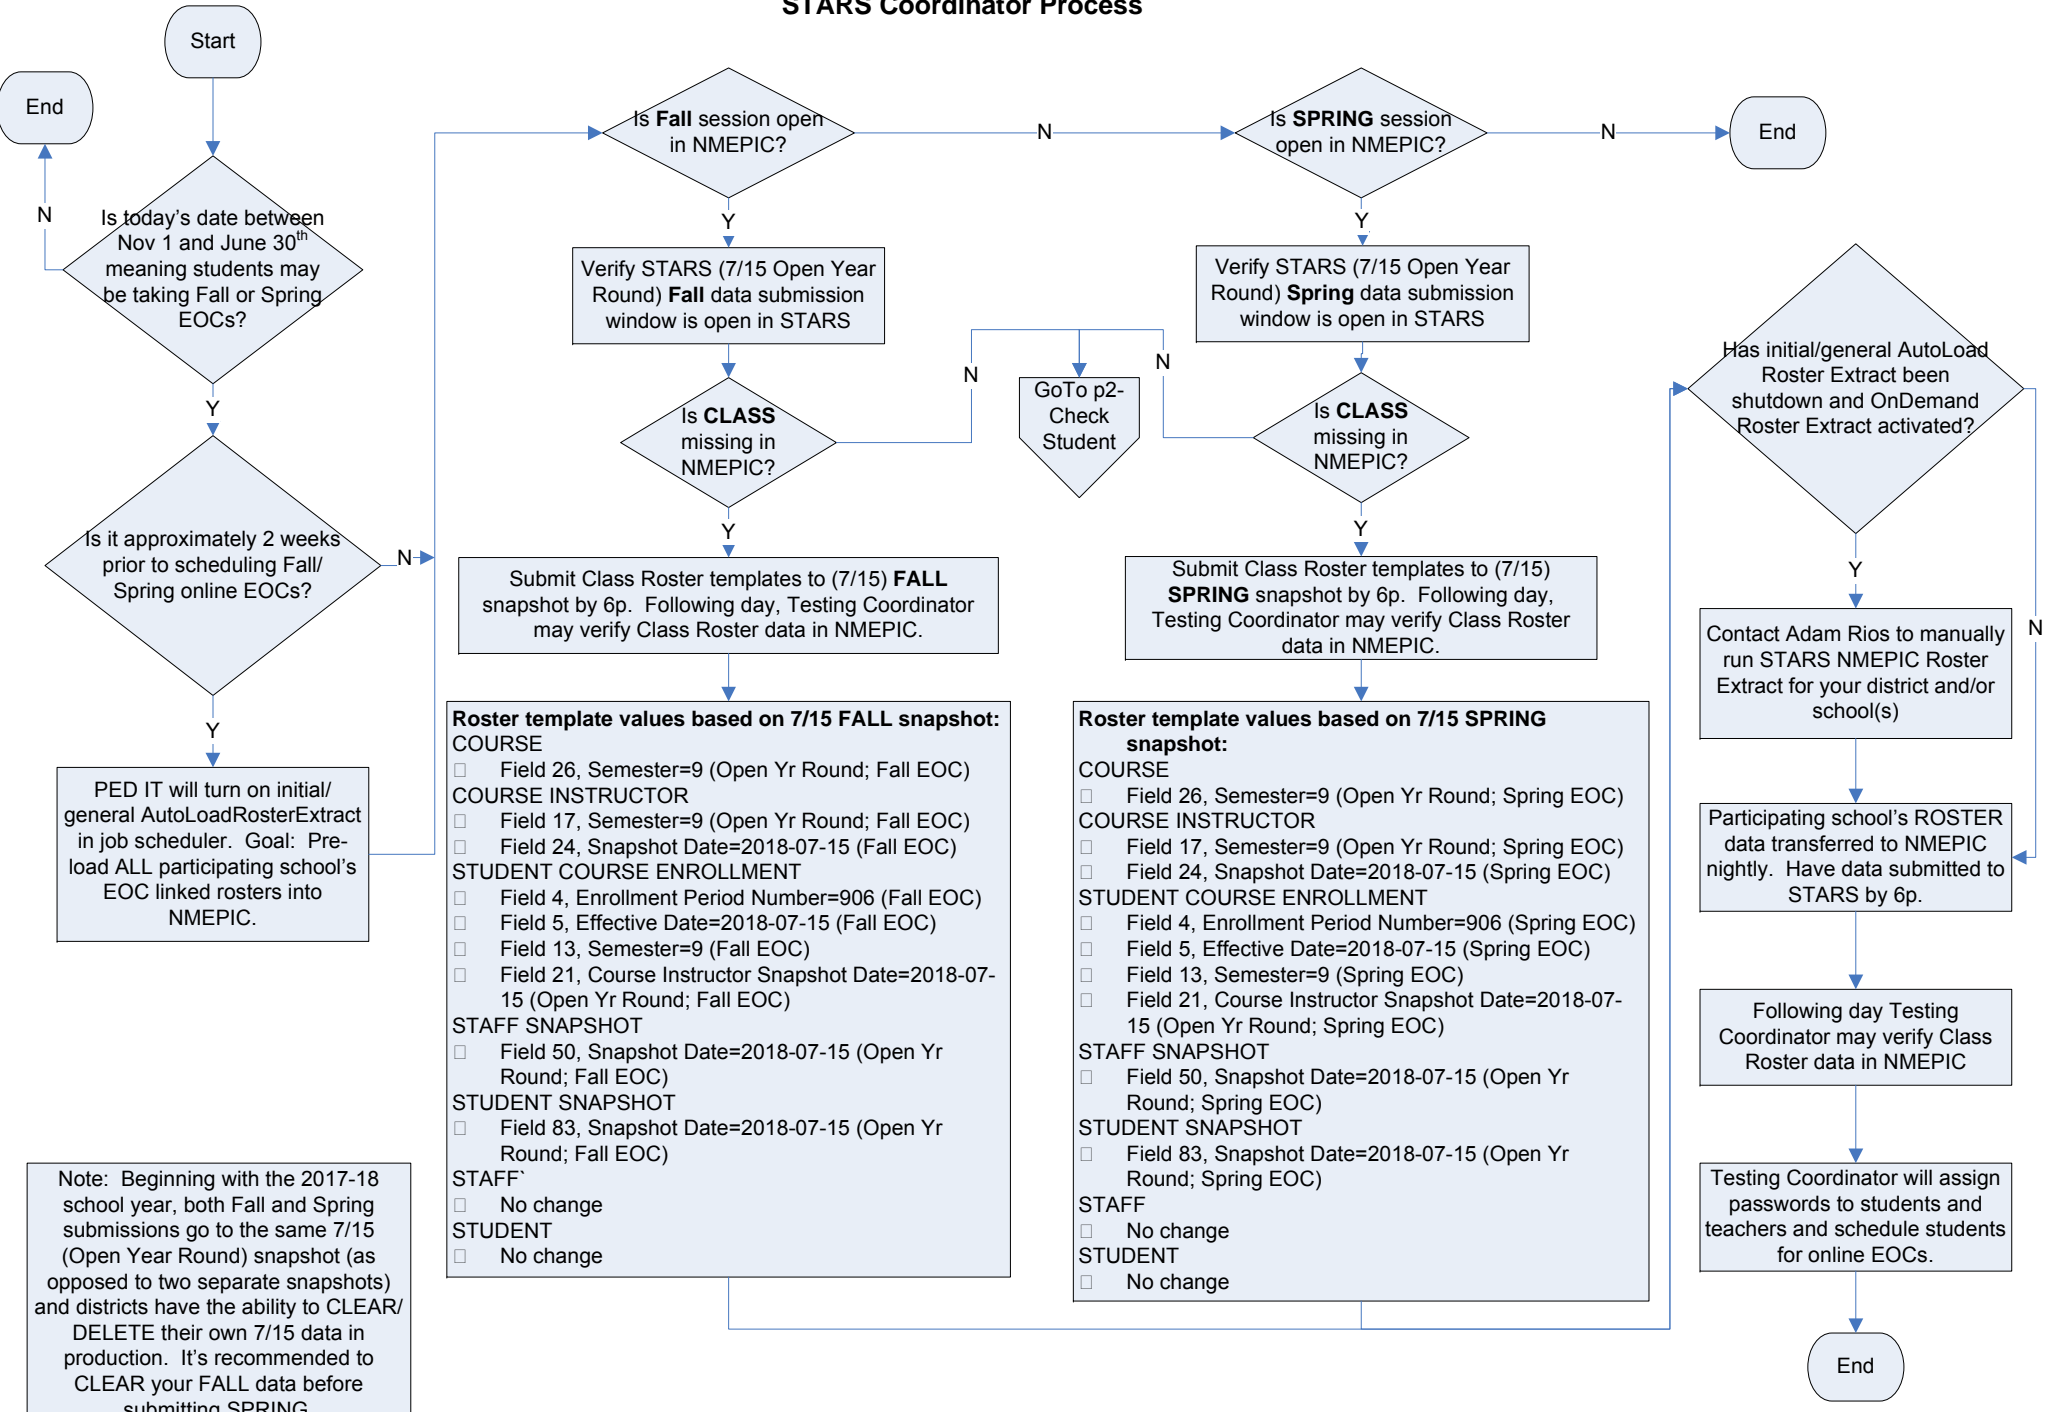 STARS Coordinator Process
Start
End
N
Is today's date between
Nov 1 and June 30th
meaning students may
be taking Fall or Spring
EOCs?
Y
Is it approximately 2 weeks
prior to scheduling Fall/
Spring online EOCs?
N
Y
PED IT will turn on initial/
general AutoLoadRosterExtract
in job scheduler.  Goal:  Pre-
load ALL participating school's
EOC linked rosters into
NMEPIC.
Note:  Beginning with the 2017-18
school year, both Fall and Spring
submissions go to the same 7/15
(Open Year Round) snapshot (as
opposed to two separate snapshots)
and districts have the ability to CLEAR/
DELETE their own 7/15 data in
production.  It's recommended to
CLEAR your FALL data before
submitting SPRING
Is Fall session open
in NMEPIC?
N
Y
Verify STARS (7/15 Open Year
Round) Fall data submission
window is open in STARS
Is CLASS
missing in
NMEPIC?
N
Y
Submit Class Roster templates to (7/15) FALL
snapshot by 6p.  Following day, Testing Coordinator
may verify Class Roster data in NMEPIC.
Roster template values based on 7/15 FALL snapshot:
COURSE
Field 26, Semester=9 (Open Yr Round; Fall EOC)
COURSE INSTRUCTOR
Field 17, Semester=9 (Open Yr Round; Fall EOC)
Field 24, Snapshot Date=2018-07-15 (Fall EOC)
STUDENT COURSE ENROLLMENT
Field 4, Enrollment Period Number=906 (Fall EOC)
Field 5, Effective Date=2018-07-15 (Fall EOC)
Field 13, Semester=9 (Fall EOC)
Field 21, Course Instructor Snapshot Date=2018-07-
15 (Open Yr Round; Fall EOC)
STAFF SNAPSHOT
Field 50, Snapshot Date=2018-07-15 (Open Yr
Round; Fall EOC)
STUDENT SNAPSHOT
Field 83, Snapshot Date=2018-07-15 (Open Yr
Round; Fall EOC)
STAFF`
No change
STUDENT
No change
GoTo p2-
Check
Student
Is SPRING session
open in NMEPIC?
N
End
Y
Verify STARS (7/15 Open Year
Round) Spring data submission
window is open in STARS
N
Is CLASS
missing in
NMEPIC?
Y
Submit Class Roster templates to (7/15)
SPRING snapshot by 6p.  Following day,
Testing Coordinator may verify Class Roster
data in NMEPIC.
Roster template values based on 7/15 SPRING
snapshot:
COURSE
Field 26, Semester=9 (Open Yr Round; Spring EOC)
COURSE INSTRUCTOR
Field 17, Semester=9 (Open Yr Round; Spring EOC)
Field 24, Snapshot Date=2018-07-15 (Spring EOC)
STUDENT COURSE ENROLLMENT
Field 4, Enrollment Period Number=906 (Spring EOC)
Field 5, Effective Date=2018-07-15 (Spring EOC)
Field 13, Semester=9 (Spring EOC)
Field 21, Course Instructor Snapshot Date=2018-07-
15 (Open Yr Round; Spring EOC)
STAFF SNAPSHOT
Field 50, Snapshot Date=2018-07-15 (Open Yr
Round; Spring EOC)
STUDENT SNAPSHOT
Field 83, Snapshot Date=2018-07-15 (Open Yr
Round; Spring EOC)
STAFF
No change
STUDENT
No change
Has initial/general AutoLoad
Roster Extract been
shutdown and OnDemand
Roster Extract activated?
Y
N
Contact Adam Rios to manually
run STARS NMEPIC Roster
Extract for your district and/or
school(s)
Participating school's ROSTER
data transferred to NMEPIC
nightly.  Have data submitted to
STARS by 6p.
Following day Testing
Coordinator may verify Class
Roster data in NMEPIC
Testing Coordinator will assign
passwords to students and
teachers and schedule students
for online EOCs.
End